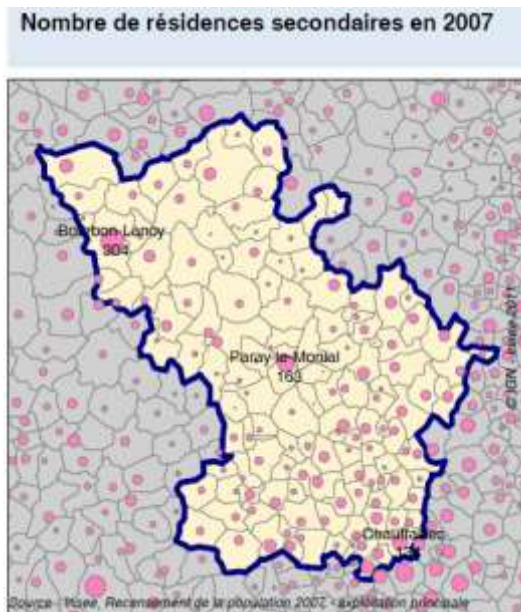 Nombre de résidences secondaires en 2007
Bourbon-Lancy
304
Paray-le-Monial
163
Chauffailles
© IGN - Insee 2011
Source : Insee, Recensement de la population 2007 - exploitation principale